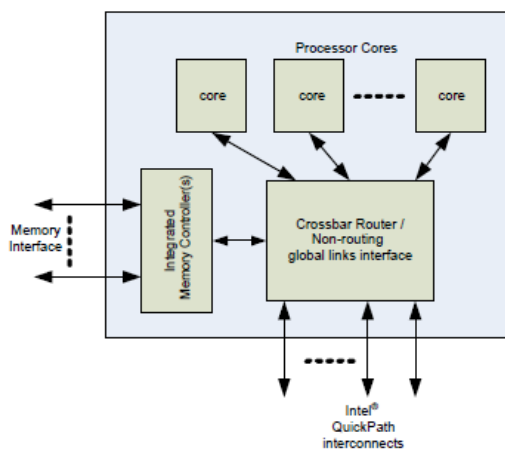 Processor Cores
core
core
core
Memory
Interface
Integrated
Memory Controller(s)
Crossbar Router /
Non-routing
global links interface
Intel®
QuickPath
interconnects